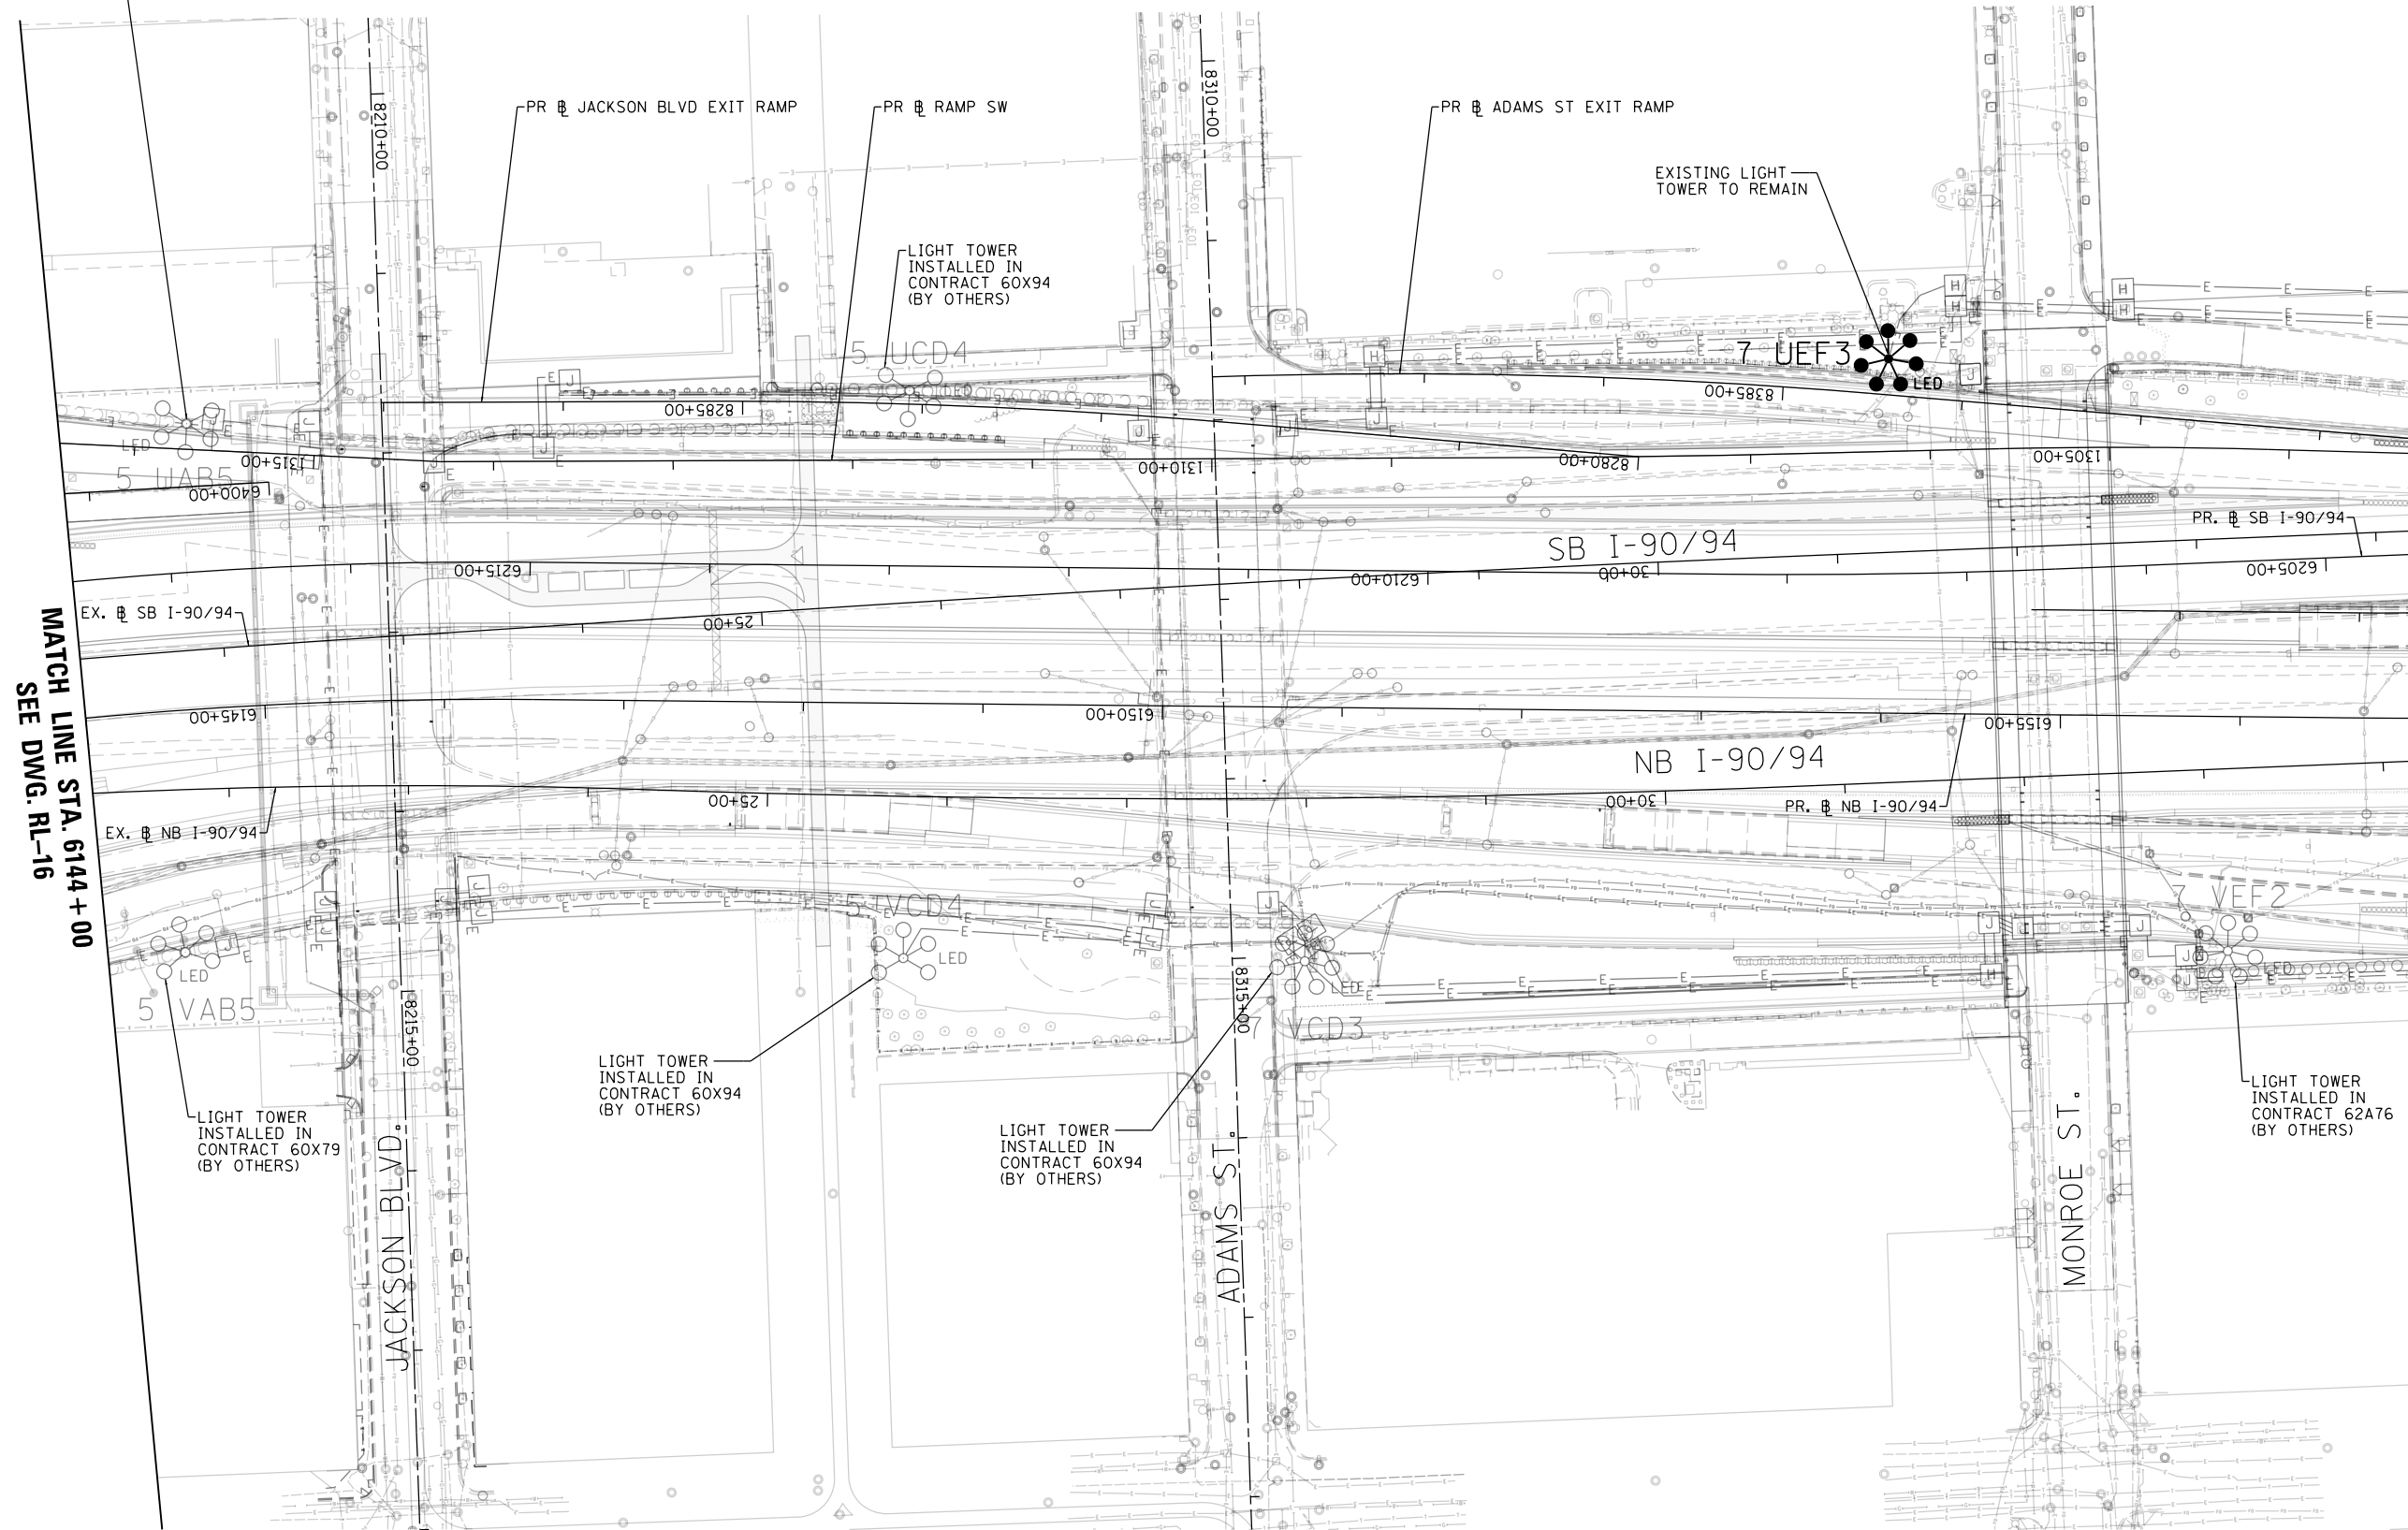 8210+00
PR ℄ JACKSON BLVD EXIT RAMP
PR ℄ RAMP SW
8310+00
PR ℄ ADAMS ST EXIT RAMP
EXISTING LIGHT
TOWER TO REMAIN
LIGHT TOWER
INSTALLED IN
CONTRACT 60X94
(BY OTHERS)
5 UCD4
LED
7 UEF3
LED
8285+00
8385+00
LED
5 UAB5
1315+00
6400+00
1310+00
8280+00
1305+00
PR. ℄ SB I-90/94
SB I-90/94
6215+00
6210+00
30+00
6205+00
EX. ℄ SB I-90/94
25+00
MATCH LINE STA. 6144+00
SEE DWG. RL-16
6145+00
6150+00
6155+00
NB I-90/94
25+00
30+00
PR. ℄ NB I-90/94
EX. ℄ NB I-90/94
5 VCD4
LED
7 VEF2
LED
LED
5 VAB5
LED
7 VCD3
8215+00
8315+00
LIGHT TOWER
INSTALLED IN
CONTRACT 60X94
(BY OTHERS)
LIGHT TOWER
INSTALLED IN
CONTRACT 60X79
(BY OTHERS)
LIGHT TOWER
INSTALLED IN
CONTRACT 60X94
(BY OTHERS)
LIGHT TOWER
INSTALLED IN
CONTRACT 62A76
(BY OTHERS)
JACKSON BLVD.
ADAMS ST.
MONROE ST.